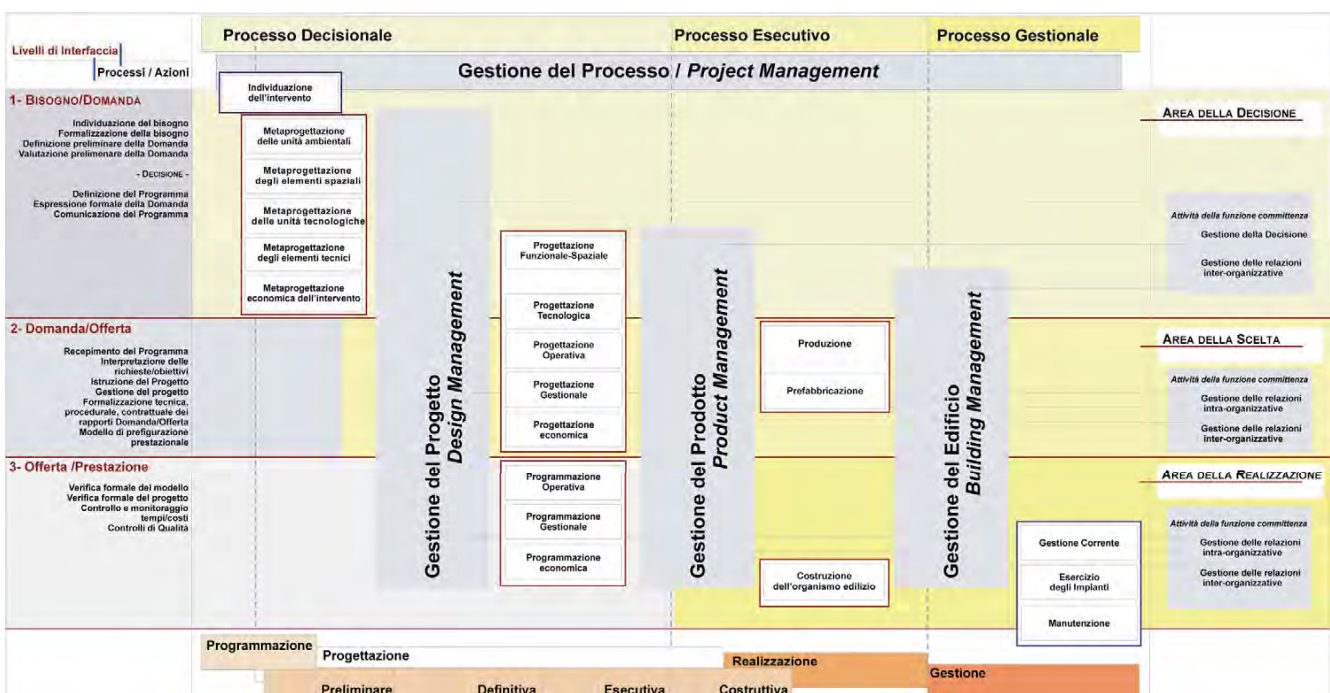 Processo Decisionale
Processo Esecutivo
Processo Gestionale
Livelli di Interfaccia
Processi / Azioni
Gestione del Processo / Project Management
Individuazione
dell'intervento
1- BISOGNO/DOMANDA
Individuazione del bisogno
Formalizzazione della bisogno
Definizione preliminare della Domanda
Valutazione prelimenare della Domanda
- DECISIONE -
Definizione del Programma
Espressione formale della Domanda
Comunicazione del Programma
Metaprogettazione
delle unità ambientali
Metaprogettazione
degli elementi spaziali
Metaprogettazione
delle unità tecnologiche
Metaprogettazione
degli elementi tecnici
Metaprogettazione
economica dell'intervento
Gestione del Progetto
Design Management
Progettazione
Funzionale-Spaziale
Progettazione
Tecnologica
Progettazione
Operativa
Progettazione
Gestionale
Progettazione
economica
Gestione del Prodotto
Product Management
Gestione del Edificio
Building Management
AREA DELLA DECISIONE
Attività della funzione committenza
Gestione della Decisione
Gestione delle relazioni
inter-organizzative
2- Domanda/Offerta
Recepimento del Programma
Interpretazione delle
richieste/obiettivi
Istruzione del Progetto
Gestione del progetto
Formalizzazione tecnica,
procedurale, contrattuale dei
rapporti Domanda/Offerta
Modello di prefigurazione
prestazionale
Produzione
Prefabbricazione
AREA DELLA SCELTA
Attività della funzione committenza
Gestione delle relazioni
intra-organizzative
Gestione delle relazioni
inter-organizzative
3- Offerta /Prestazione
Verifica formale del modello
Verifica formale del progetto
Controllo e monitoraggio
tempi/costi
Controlli di Qualità
Programmazione
Operativa
Programmazione
Gestionale
Programmazione
economica
Costruzione
dell'organismo edilizio
Gestione Corrente
Esercizio
degli Impianti
Manutenzione
AREA DELLA REALIZZAZIONE
Attività della funzione committenza
Gestione delle relazioni
intra-organizzative
Gestione delle relazioni
inter-organizzative
Programmazione
Progettazione
Realizzazione
Gestione
Preliminare
Definitiva
Esecutiva
Costruttiva